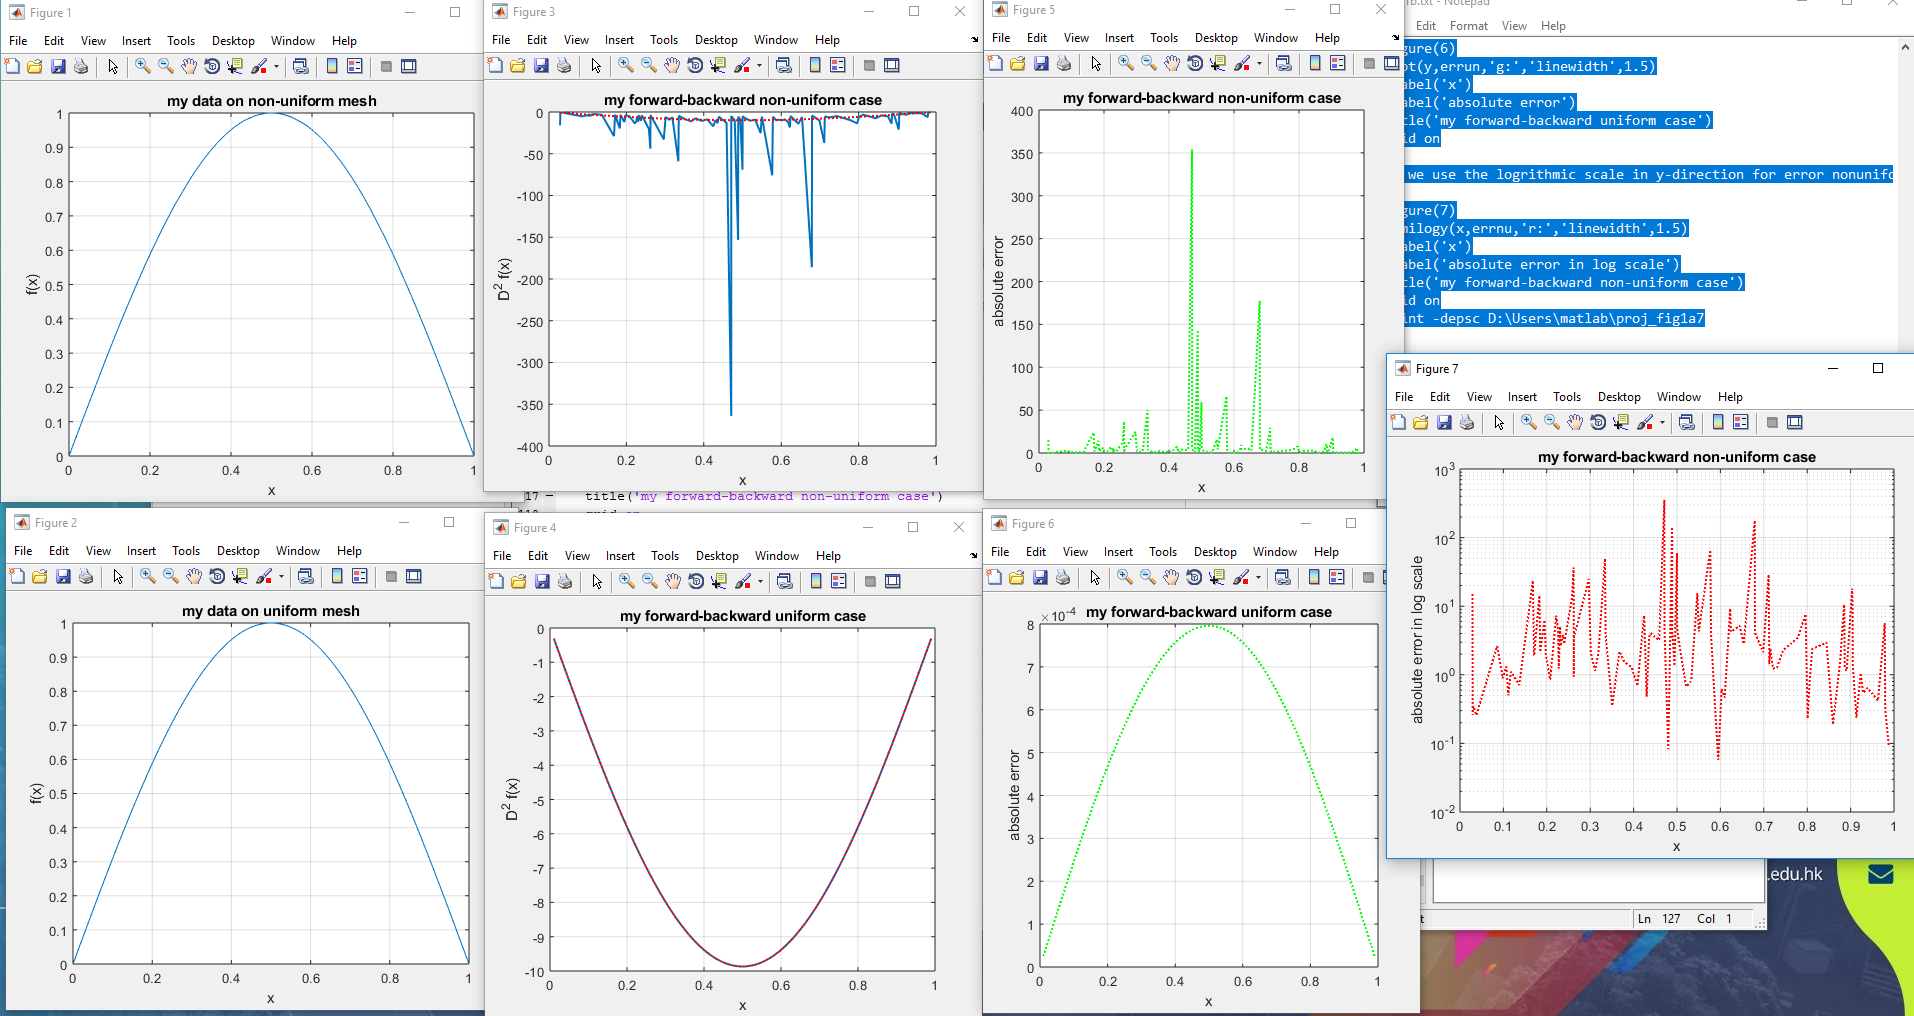 Figure 1
File Edit View Insert Tools Desktop Window Help
my data on non-uniform mesh
1
0.9
0.8
0.7
0.6
0.5
0.4
0.3
0.2
0.1
0
f(x)
0 0.2 0.4 0.6 0.8 1
x
Figure 3
File Edit View Insert Tools Desktop Window Help
my forward-backward non-uniform case
0
-50
-100
-150
-200
-250
-300
-350
-400
D² f(x)
0 0.2 0.4 0.6 0.8 1
x
Figure 5
File Edit View Insert Tools Desktop Window Help
my forward-backward non-uniform case
400
350
300
250
200
150
100
50
0
absolute error
0 0.2 0.4 0.6 0.8 1
x
b.txt - Notepad
Edit Format View Help
gure(6)
ot(y,errun,'g:','linewidth',1.5)
abel('x')
abel('absolute error')
tle('my forward-backward uniform case')
id on
we use the logrithmic scale in y-direction for error nonunifo
gure(7)
milogy(x,errnu,'r:','linewidth',1.5)
abel('x')
abel('absolute error in log scale')
tle('my forward-backward non-uniform case')
id on
int -depsc D:\Users\matlab\proj_fig1a7
17 – title('my forward-backward non-uniform case')
Figure 2
File Edit View Insert Tools Desktop Window Help
my data on uniform mesh
1
0.9
0.8
0.7
0.6
0.5
0.4
0.3
0.2
0.1
0
f(x)
0 0.2 0.4 0.6 0.8 1
x
Figure 4
File Edit View Insert Tools Desktop Window Help
my forward-backward uniform case
0
-1
-2
-3
-4
-5
-6
-7
-8
-9
-10
D² f(x)
0 0.2 0.4 0.6 0.8 1
x
Figure 6
File Edit View Insert Tools Desktop Window Help
×10⁻⁴ my forward-backward uniform case
8
7
6
5
4
3
2
1
0
absolute error
0 0.2 0.4 0.6 0.8 1
x
Figure 7
File Edit View Insert Tools Desktop Window Help
my forward-backward non-uniform case
10³
10²
10¹
10⁰
10⁻¹
10⁻²
absolute error in log scale
0 0.1 0.2 0.3 0.4 0.5 0.6 0.7 0.8 0.9 1
x
.edu.hk
t Ln 127 Col 1